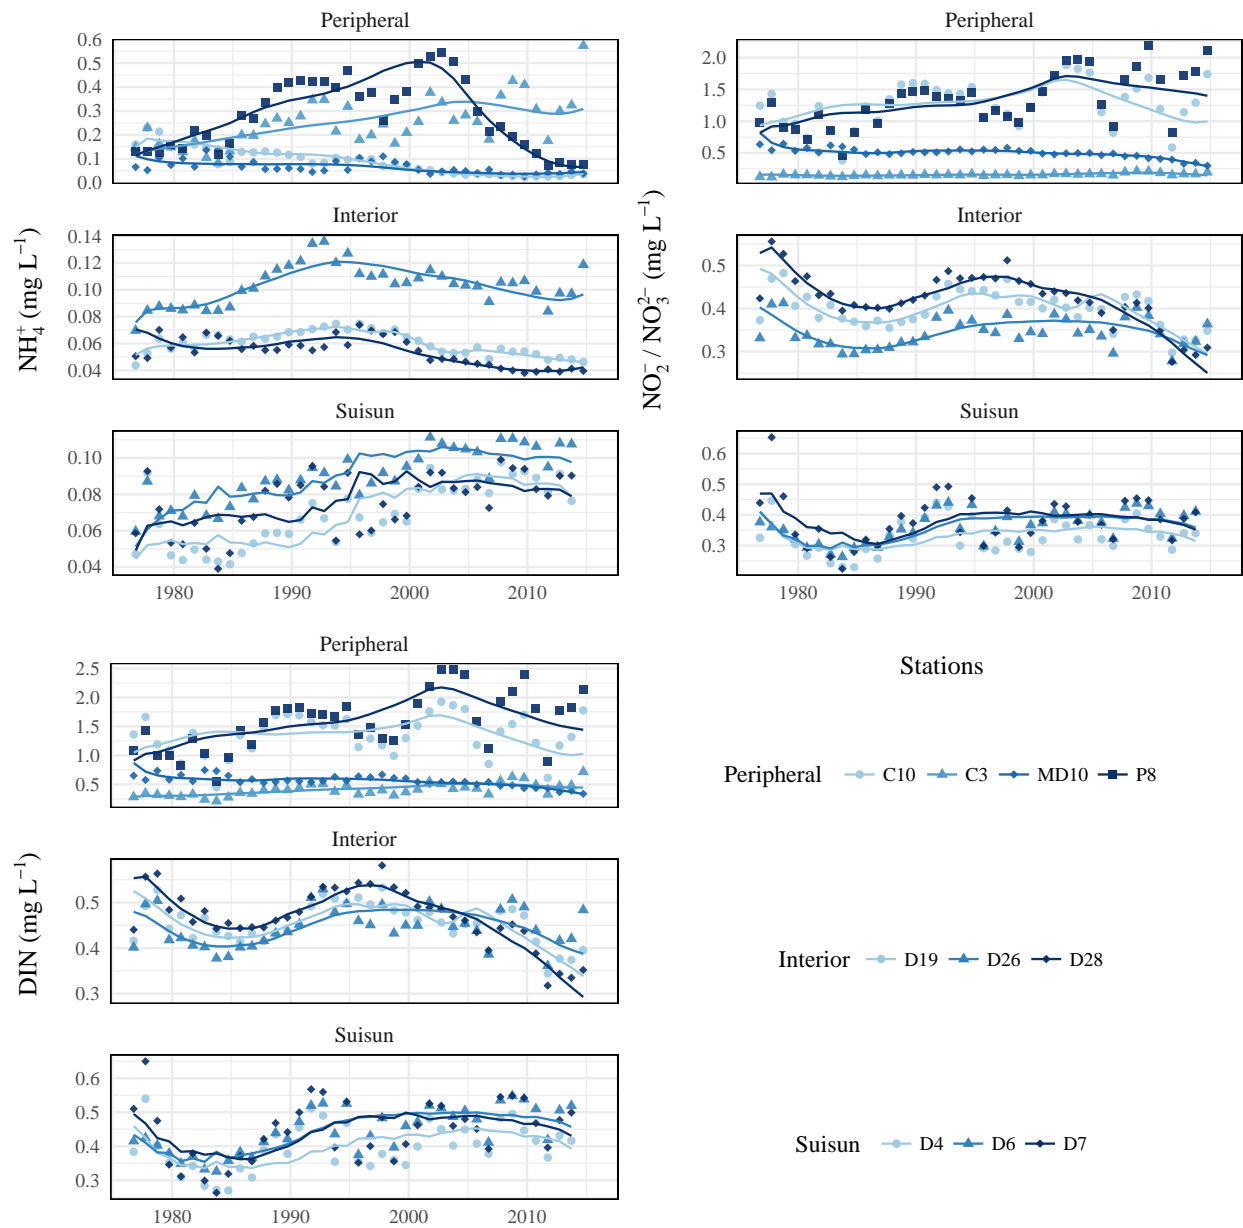 Peripheral
0.6
0.5
0.4
0.3
0.2
0.1
0.0
Interior
0.14
0.12
0.10
0.08
0.06
0.04
NH₄⁺ (mg L⁻¹)
Suisun
0.10
0.08
0.06
0.04
1980 1990 2000 2010
Peripheral
2.0
1.5
1.0
0.5
Interior
0.5
0.4
0.3
NO₂⁻ / NO₃²⁻ (mg L⁻¹)
Suisun
0.6
0.5
0.4
0.3
1980 1990 2000 2010
Peripheral
2.5
2.0
1.5
1.0
0.5
Interior
0.5
0.4
0.3
DIN (mg L⁻¹)
Suisun
0.6
0.5
0.4
0.3
1980 1990 2000 2010
Stations
Peripheral C10 C3 MD10 P8
Interior D19 D26 D28
Suisun D4 D6 D7